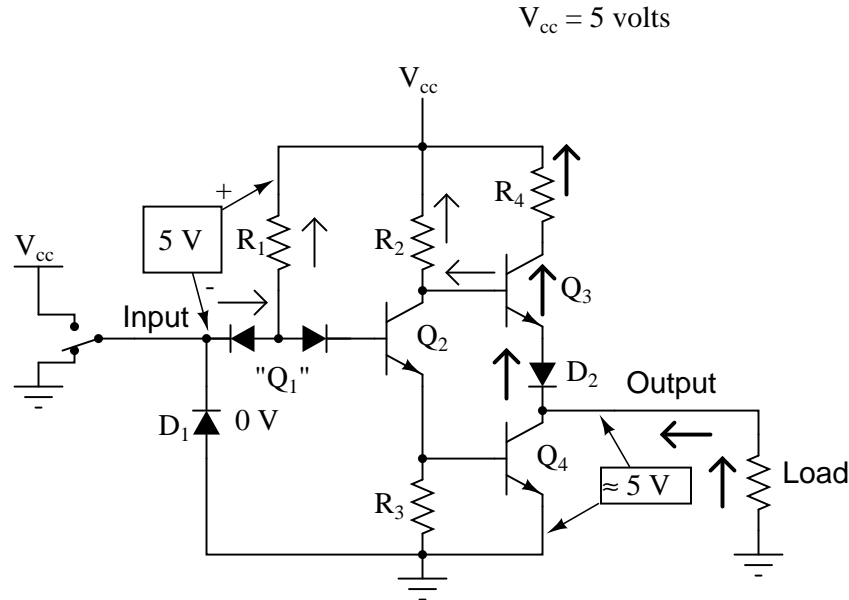 Vcc = 5 volts
Vcc
R4
+
5 V
R1
R2
Vcc
-
Q3
Input
Q2
"Q1"
D2
Output
D1
0 V
Q4
Load
R3
≈ 5 V